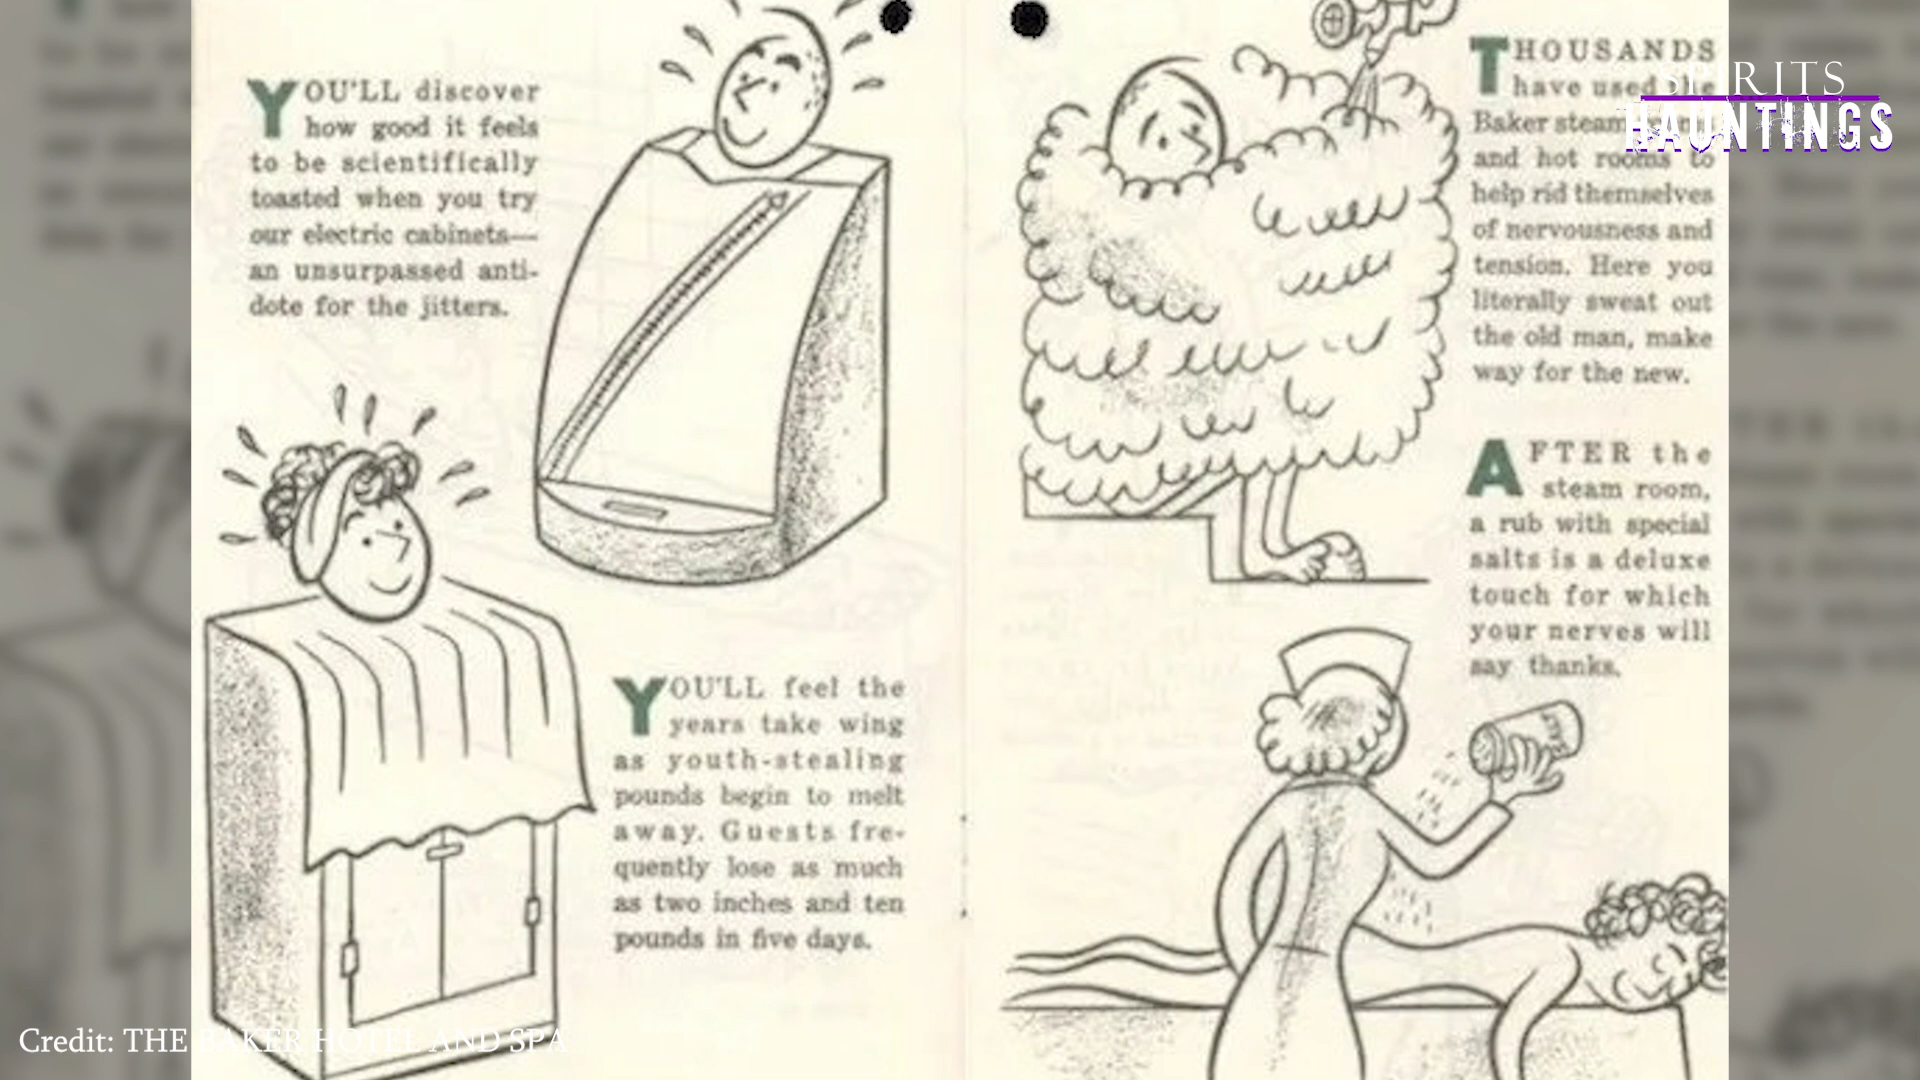 YOU'LL discover
how good it feels
to be scientifically
toasted when you try
our electric cabinets—
an unsurpassed anti-
dote for the jitters.
YOU'LL feel the
years take wing
as youth-stealing
pounds begin to melt
away. Guests fre-
quently lose as much
as two inches and ten
pounds in five days.
THOUSANDS
have used the
Baker steam
and hot rooms to
help rid themselves
of nervousness and
tension. Here you
literally sweat out
the old man, make
way for the new.
AFTER the
steam room,
a rub with special
salts is a deluxe
touch for which
your nerves will
say thanks.
SPIRITS
HAUNTINGS
Credit: THE BAKER HOTEL AND SPA